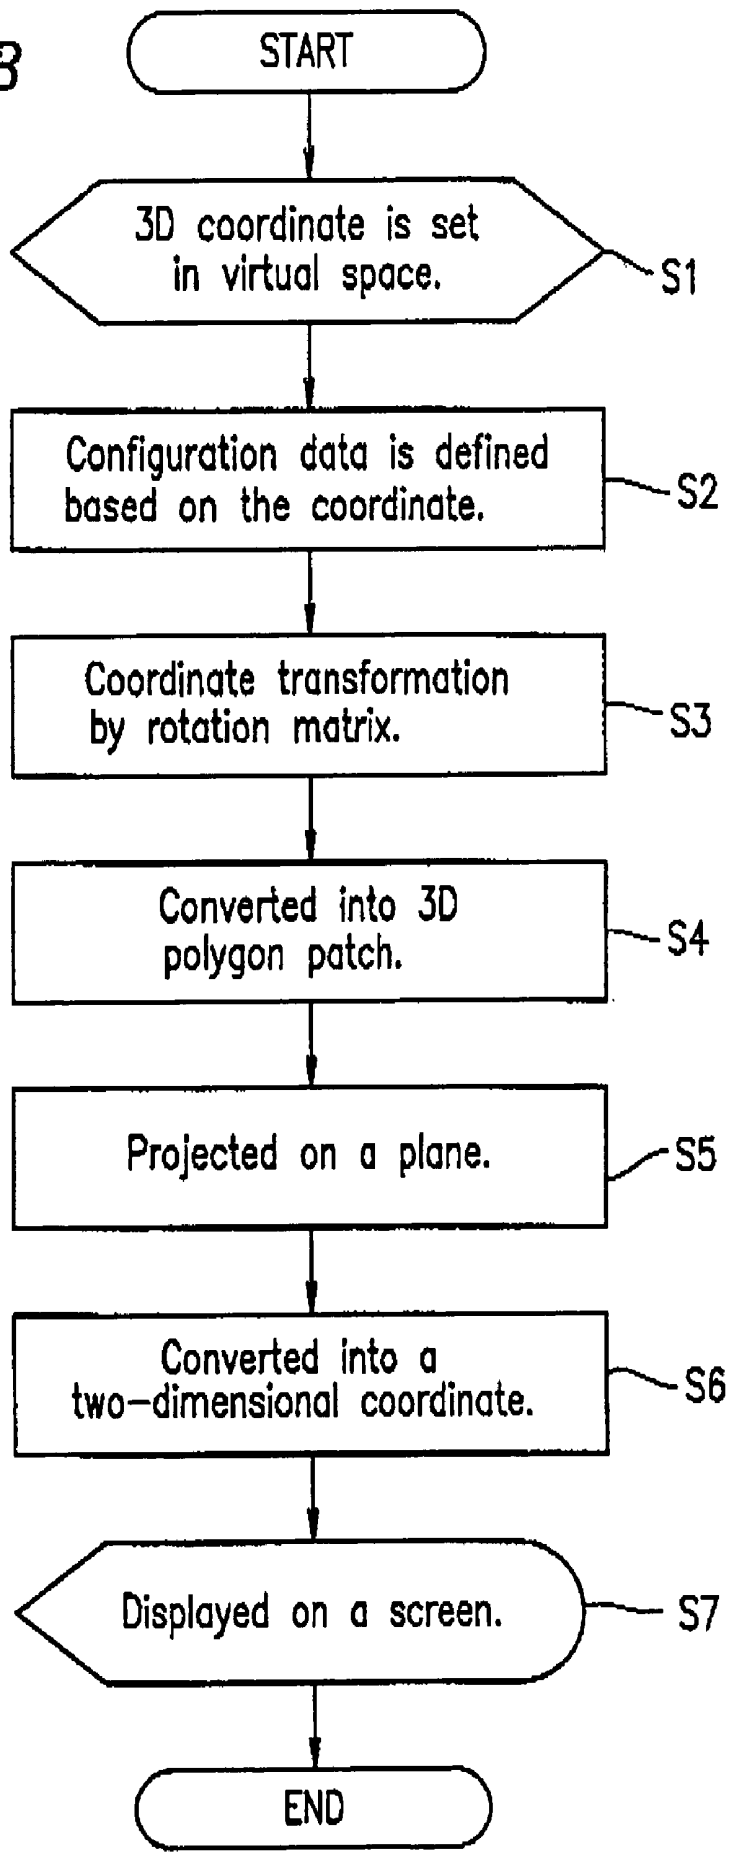 B
START
3D coordinate is set
in virtual space.
S1
Configuration data is defined
based on the coordinate.
S2
Coordinate transformation
by rotation matrix.
S3
Converted into 3D
polygon patch.
S4
Projected on a plane.
S5
Converted into a
two-dimensional coordinate.
S6
Displayed on a screen.
S7
END